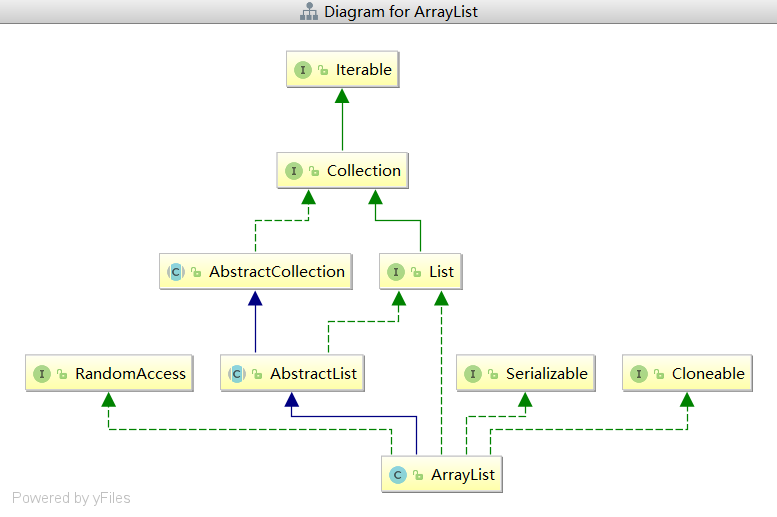 Diagram for ArrayList
I Iterable
I Collection
C AbstractCollection
I List
I RandomAccess
C AbstractList
I Serializable
I Cloneable
C ArrayList
Powered by yFiles